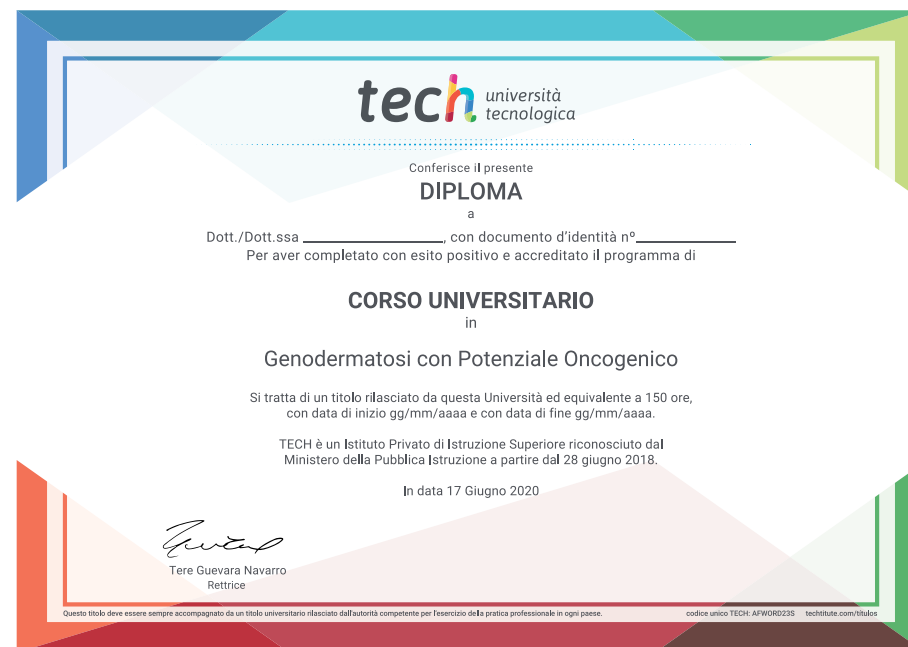 tech università
tecnologica
Conferisce il presente
DIPLOMA
a
Dott./Dott.ssa ____________________, con documento d'identità nº______________
Per aver completato con esito positivo e accreditato il programma di
CORSO UNIVERSITARIO
in
Genodermatosi con Potenziale Oncogenico
Si tratta di un titolo rilasciato da questa Università ed equivalente a 150 ore,
con data di inizio gg/mm/aaaa e con data di fine gg/mm/aaaa.
TECH è un Istituto Privato di Istruzione Superiore riconosciuto dal
Ministero della Pubblica Istruzione a partire dal 28 giugno 2018.
In data 17 Giugno 2020
Tere Guevara Navarro
Rettrice
Questo titolo deve essere sempre accompagnato da un titolo universitario rilasciato dall'autorità competente per l'esercizio della pratica professionale in ogni paese. codice unico TECH: AFWORD23S techtitute.com/titulos